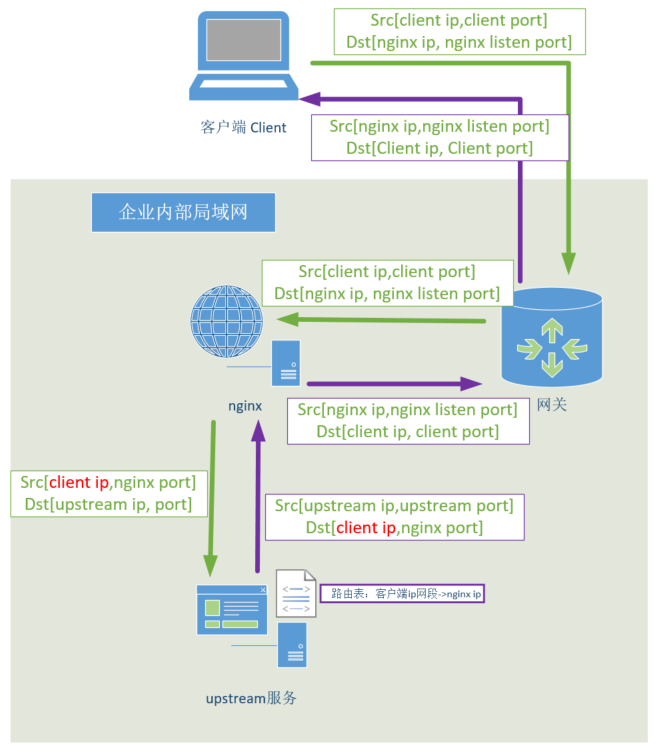 Src[client ip,client port]
Dst[nginx ip, nginx listen port]
客户端 Client
Src[nginx ip,nginx listen port]
Dst[Client ip, Client port]
企业内部局域网
Src[client ip,client port]
Dst[nginx ip, nginx listen port]
nginx
网关
Src[nginx ip,nginx listen port]
Dst[client ip, client port]
Src[client ip,nginx port]
Dst[upstream ip, port]
Src[upstream ip,upstream port]
Dst[client ip,nginx port]
路由表：客户端ip网段->nginx ip
upstream服务